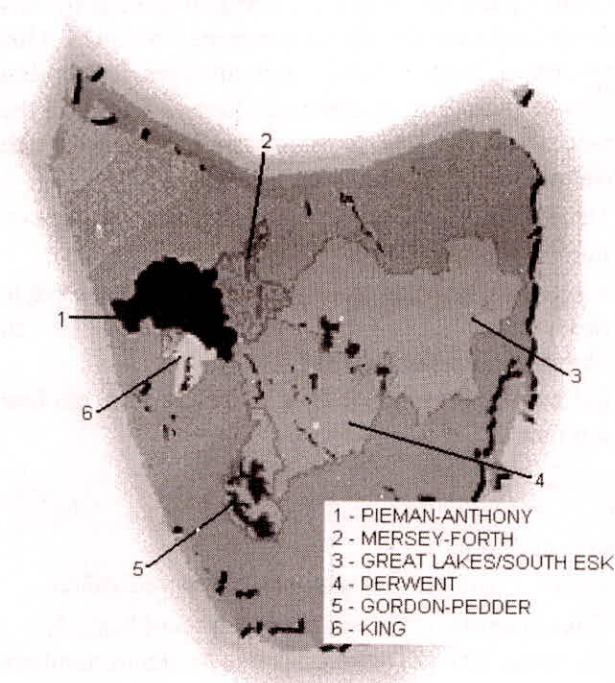 2
1
3
6
4
5
1 - PIEMAN-ANTHONY
2 - MERSEY-FORTH
3 - GREAT LAKES/SOUTH ESK
4 - DERWENT
5 - GORDON-PEDDER
6 - KING